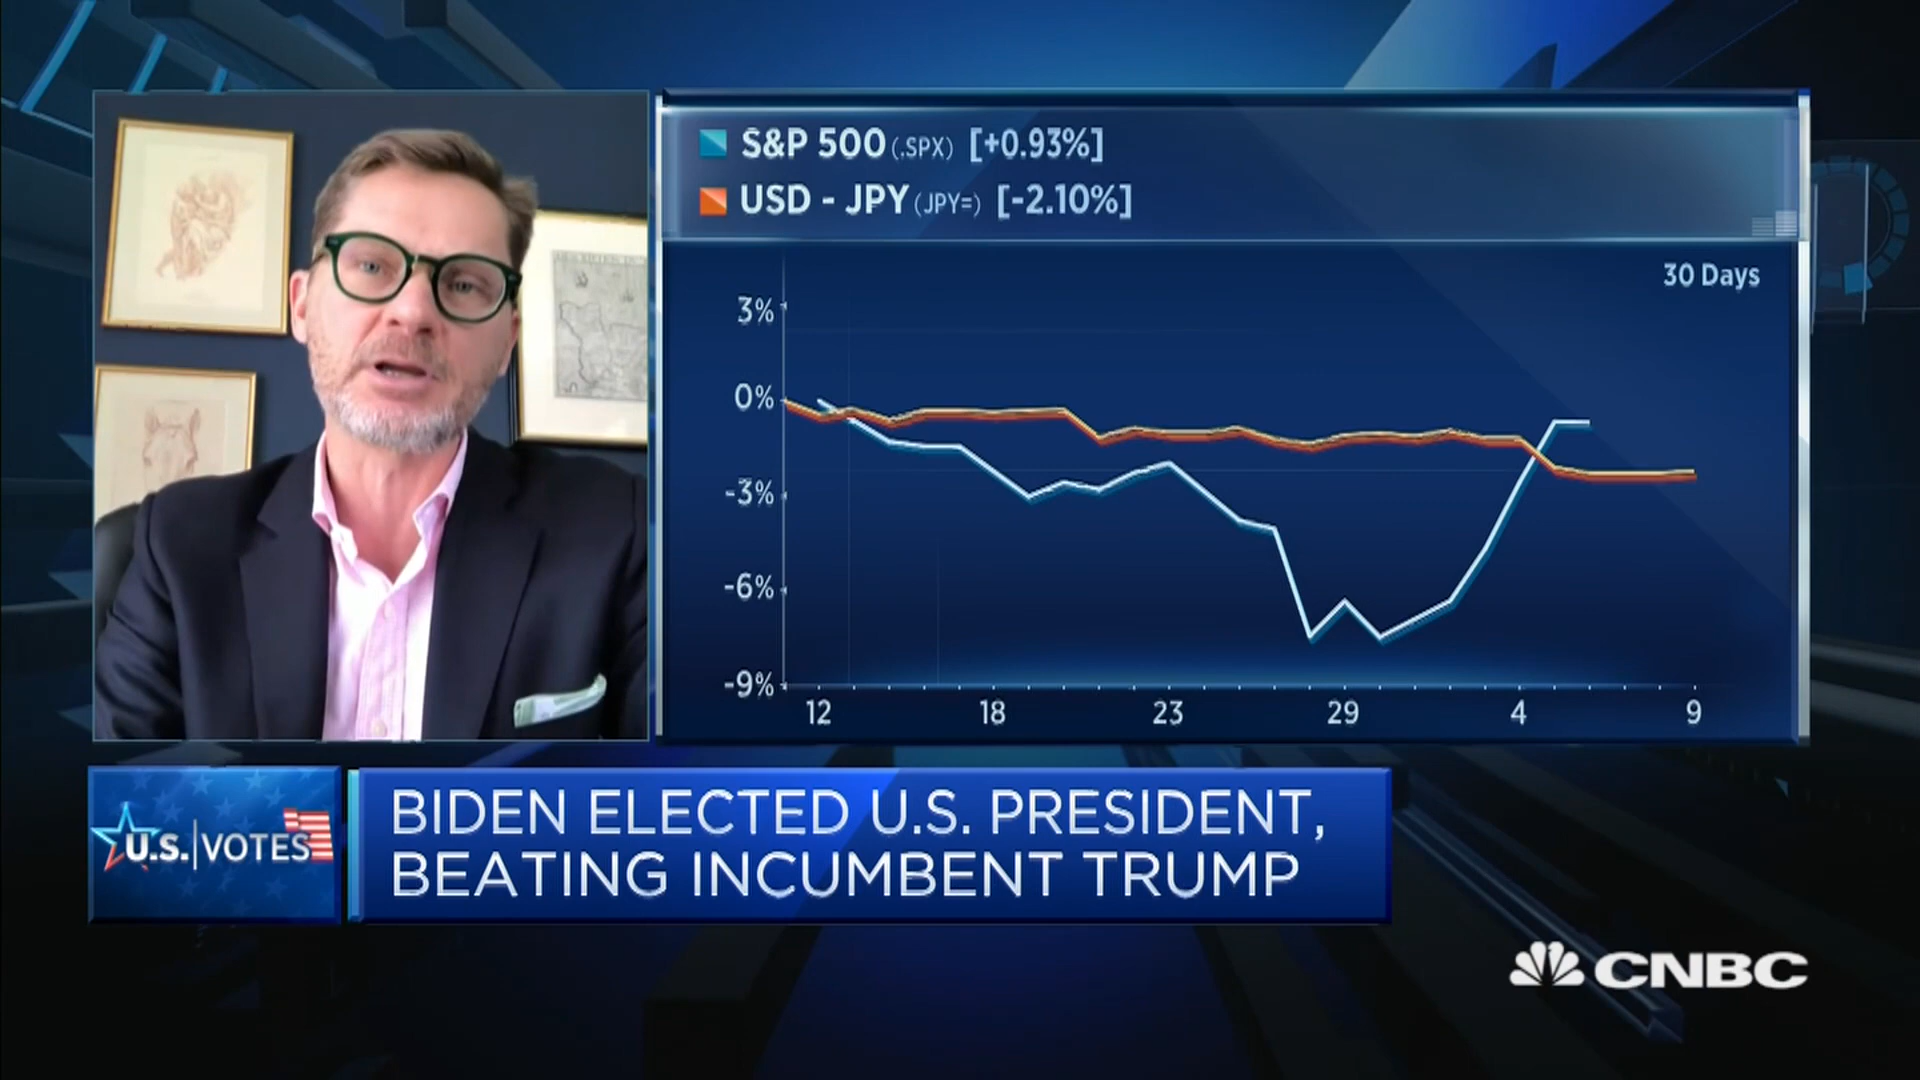 S&P 500 (.SPX) [+0.93%]
USD - JPY (JPY=) [-2.10%]
30 Days
3%
0%
-3%
-6%
-9%
12 18 23 29 4 9
U.S. | VOTES
BIDEN ELECTED U.S. PRESIDENT,
BEATING INCUMBENT TRUMP
CNBC